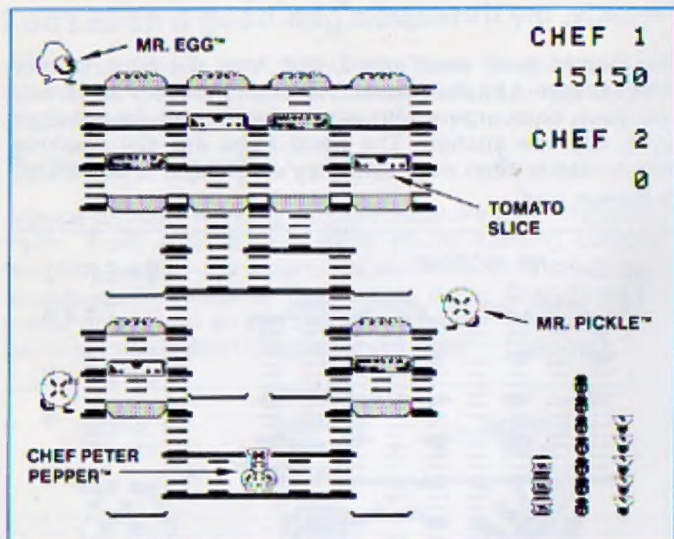 MR. EGG™
CHEF 1
15150
CHEF 2
0
TOMATO
SLICE
MR. PICKLE™
CHEF PETER
PEPPER™